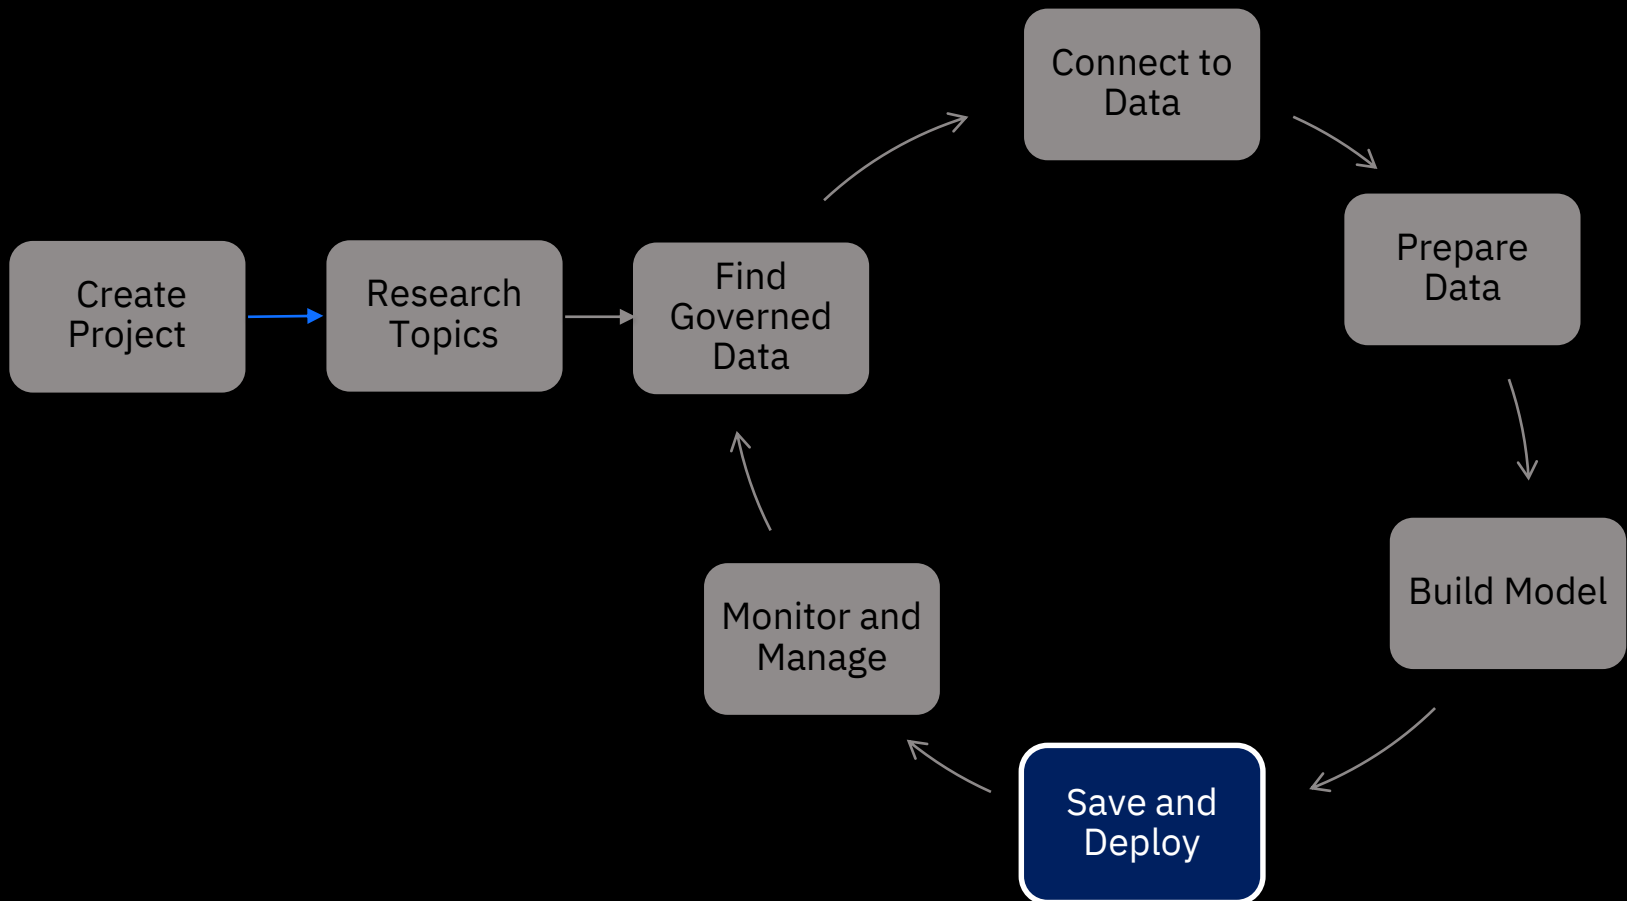 Create
Project
Research
Topics
Find
Governed
Data
Connect to
Data
Prepare
Data
Build Model
Save and
Deploy
Monitor and
Manage